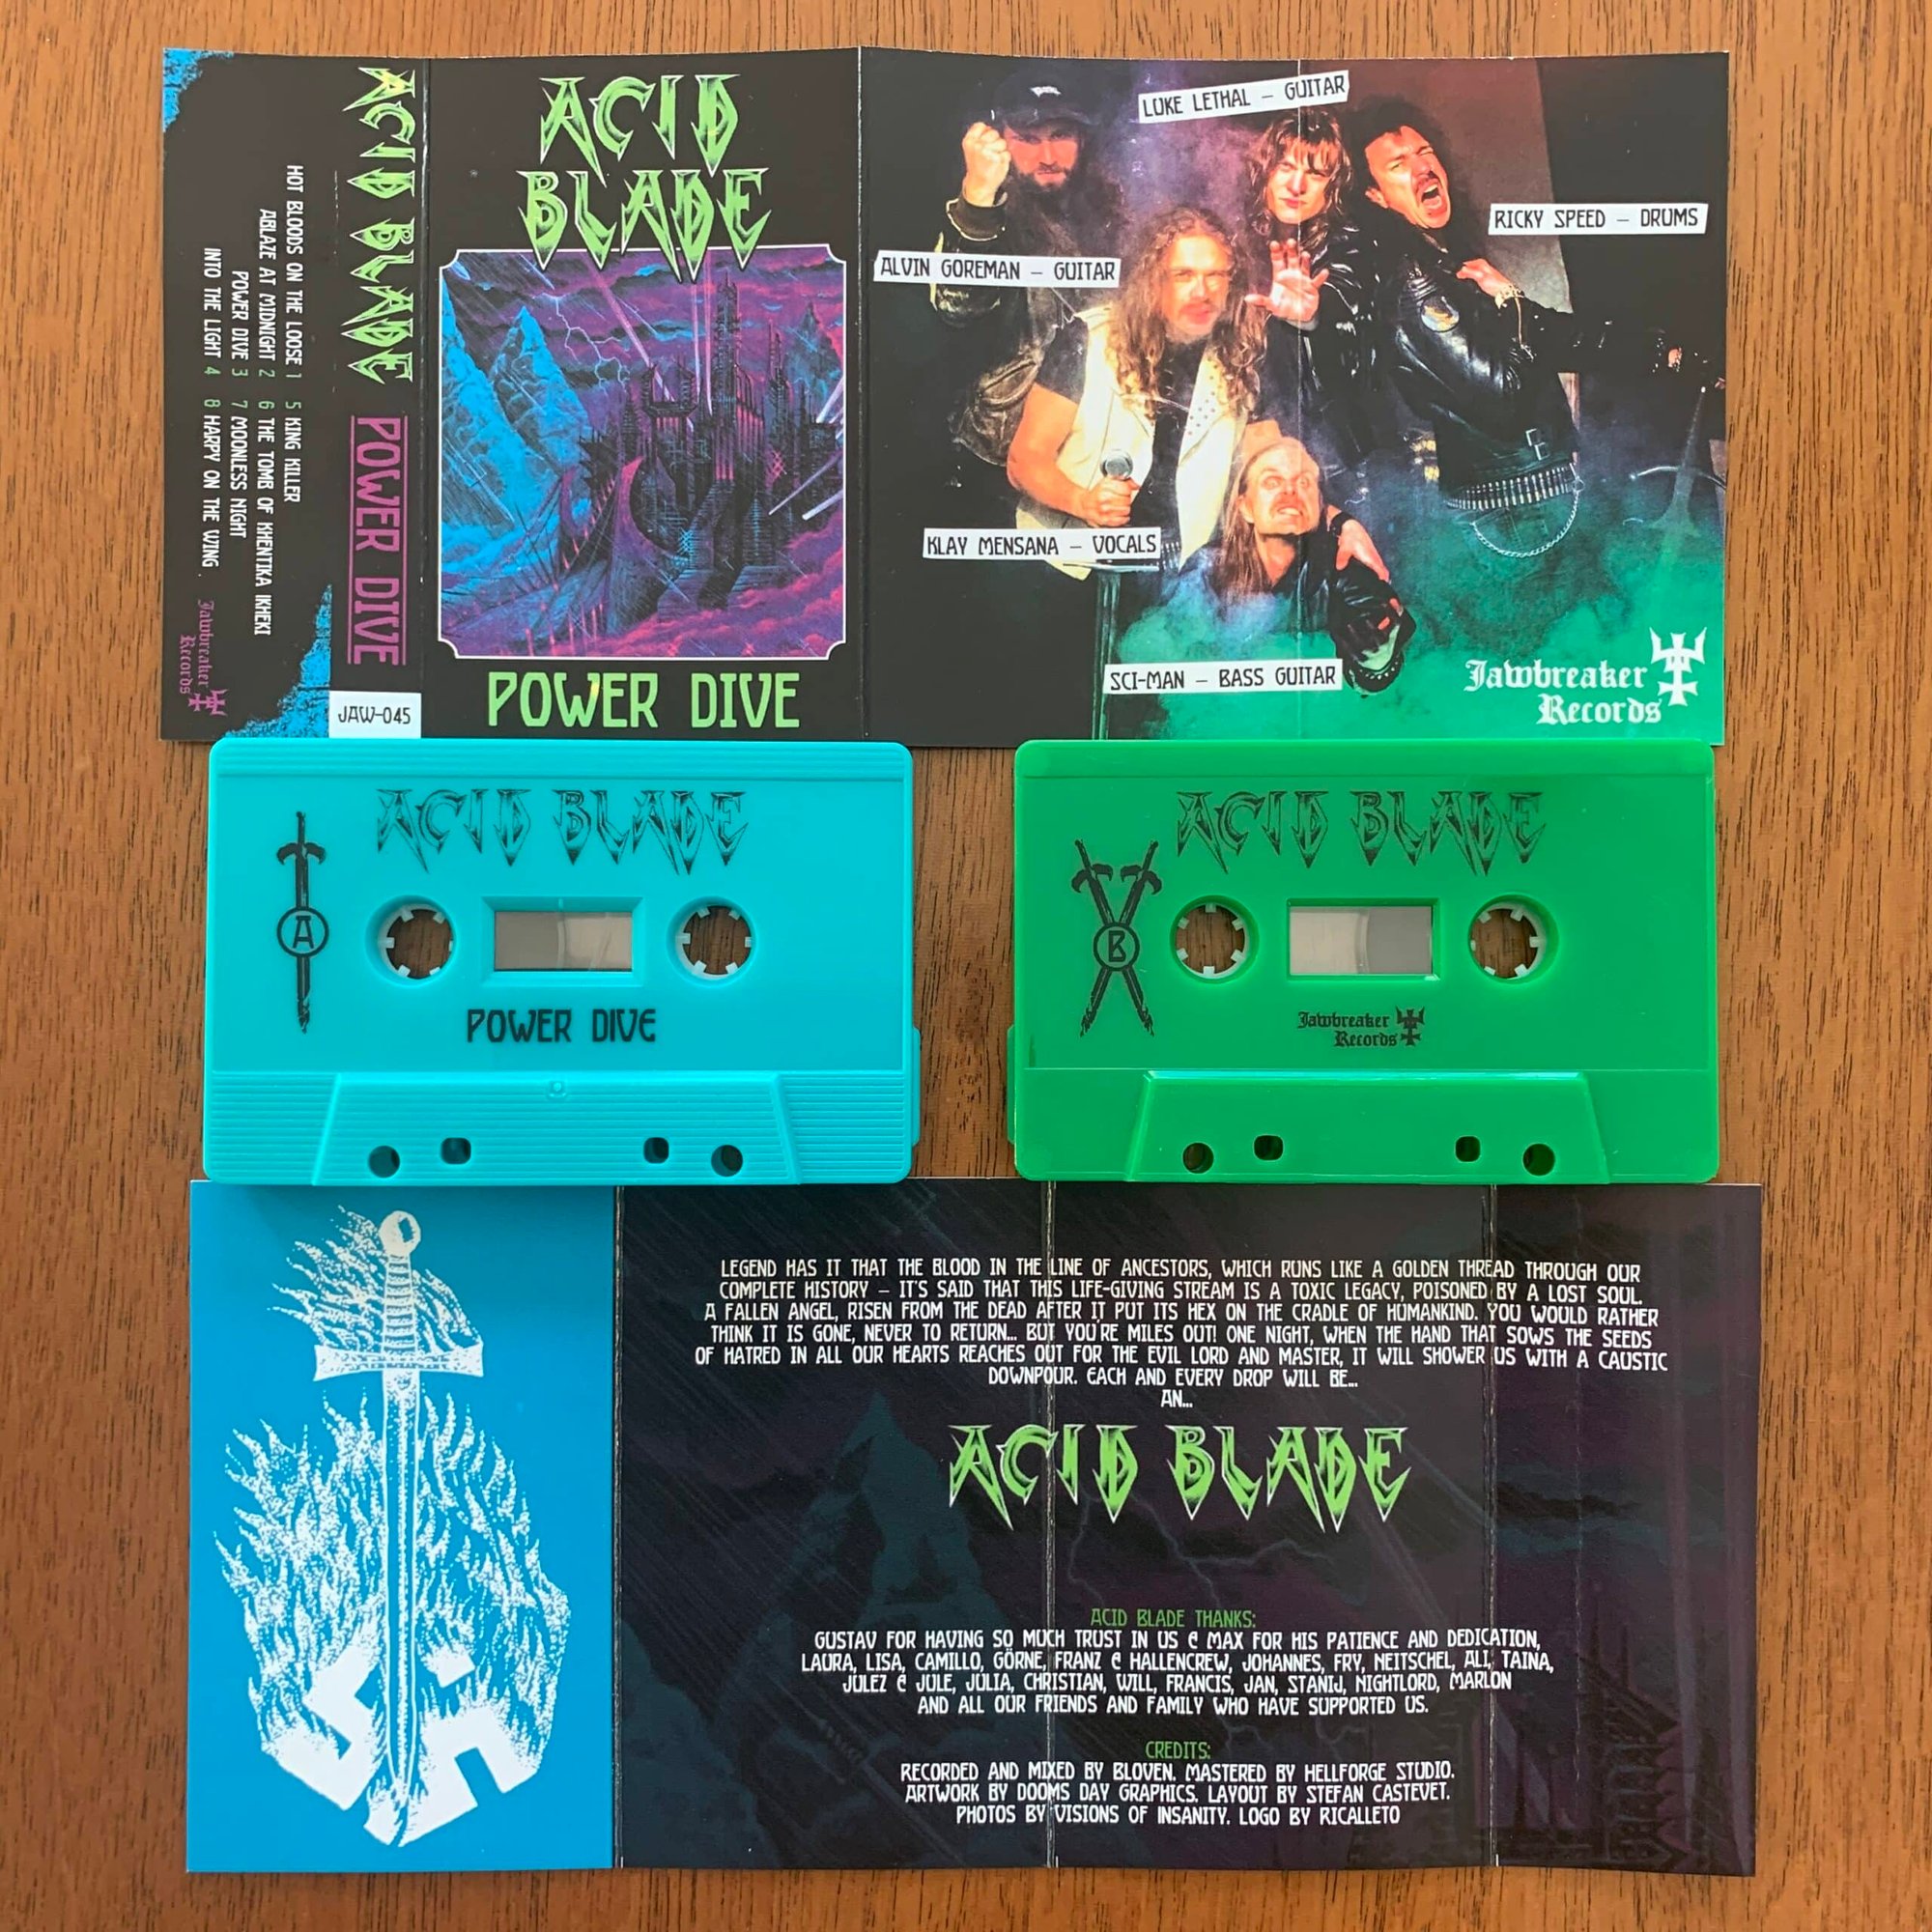 ACID BLADE
POWER DIVE
JAW-045
HOT BLOODS ON THE LOOSE 1
ABLAZE AT MIDNIGHT 2
POWER DIVE 3
INTO THE LIGHT 4
5 KING KILLER
6 THE TOMB OF KHENTIKA IKHEKI
7 MOONLESS NIGHT
8 HARPY ON THE WING
Jawbreaker
Records
ACID
BLADE
POWER DIVE
LUKE LETHAL – GUITAR
RICKY SPEED – DRUMS
ALVIN GOREMAN – GUITAR
KLAY MENSANA – VOCALS
SCI-MAN – BASS GUITAR
Jawbreaker
Records
ACID BLADE
A
POWER DIVE
ACID BLADE
B
Jawbreaker
Records
LEGEND HAS IT THAT THE BLOOD IN THE LINE OF ANCESTORS, WHICH RUNS LIKE A GOLDEN THREAD THROUGH OUR
COMPLETE HISTORY – IT'S SAID THAT THIS LIFE-GIVING STREAM IS A TOXIC LEGACY, POISONED BY A LOST SOUL.
A FALLEN ANGEL, RISEN FROM THE DEAD AFTER IT PUT ITS HEX ON THE CRADLE OF HUMANKIND. YOU WOULD RATHER
THINK IT IS GONE, NEVER TO RETURN... BUT YOU'RE MILES OUT! ONE NIGHT, WHEN THE HAND THAT SOWS THE SEEDS
OF HATRED IN ALL OUR HEARTS REACHES OUT FOR THE EVIL LORD AND MASTER, IT WILL SHOWER US WITH A CAUSTIC
DOWNPOUR. EACH AND EVERY DROP WILL BE...
AN...
ACID BLADE
ACID BLADE THANKS:
GUSTAV FOR HAVING SO MUCH TRUST IN US & MAX FOR HIS PATIENCE AND DEDICATION,
LAURA, LISA, CAMILLO, GÖRNE, FRANZ & HALLENCREW, JOHANNES, FRY, NEITSCHEL, ALI, TAINA,
JULEZ & JULE, JULIA, CHRISTIAN, WILL, FRANCIS, JAN, STANIJ, NIGHTLORD, MARLON
AND ALL OUR FRIENDS AND FAMILY WHO HAVE SUPPORTED US.
CREDITS:
RECORDED AND MIXED BY BLOVEN. MASTERED BY HELLFORGE STUDIO.
ARTWORK BY DOOMS DAY GRAPHICS. LAYOUT BY STEFAN CASTEVET.
PHOTOS BY VISIONS OF INSANITY. LOGO BY RICALLETO